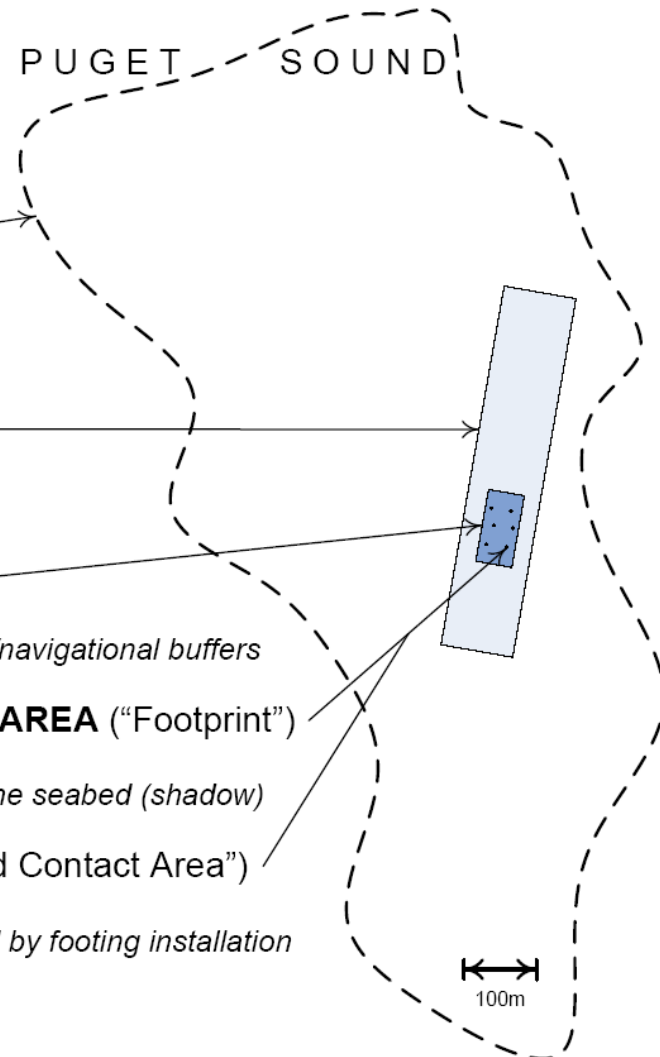 PUGET SOUND
/navigational buffers
AREA (“Footprint”)
he seabed (shadow)
d Contact Area”)
l by footing installation
100m